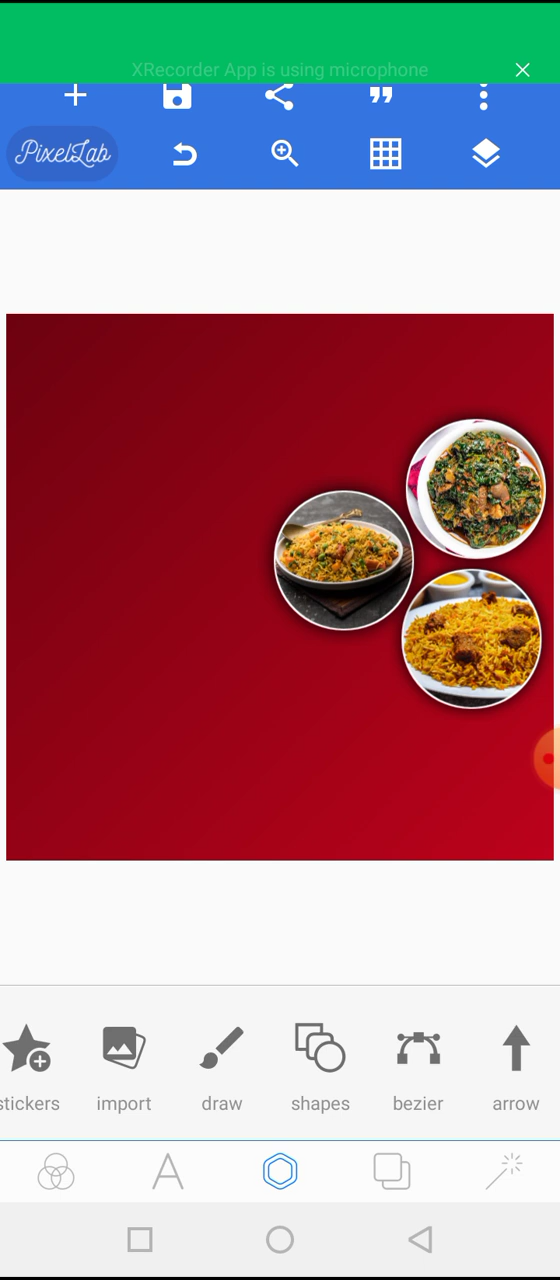 XRecorder App is using microphone
PixelLab
stickers
import
draw
shapes
bezier
arrow